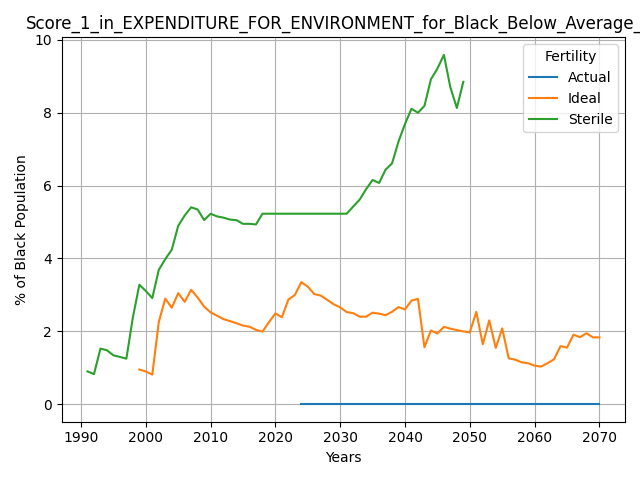 Score_1_in_EXPENDITURE_FOR_ENVIRONMENT_for_Black_Below_Average_
10
8
6
4
2
0
% of Black Population
Fertility
Actual
Ideal
Sterile
1990 2000 2010 2020 2030 2040 2050 2060 2070
Years